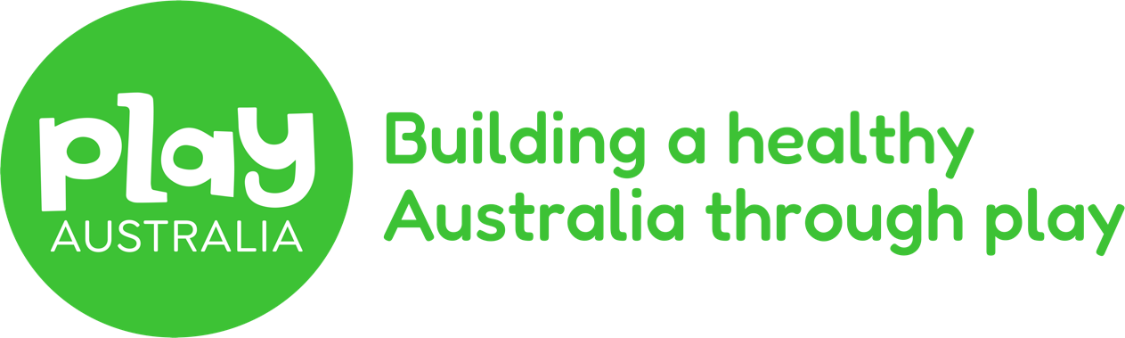 play
AUSTRALIA
Building a healthy
Australia through play